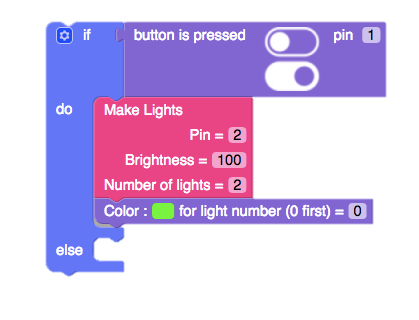 if button is pressed pin 1
do Make Lights
Pin = 2
Brightness = 100
Number of lights = 2
Color : for light number (0 first) = 0
else